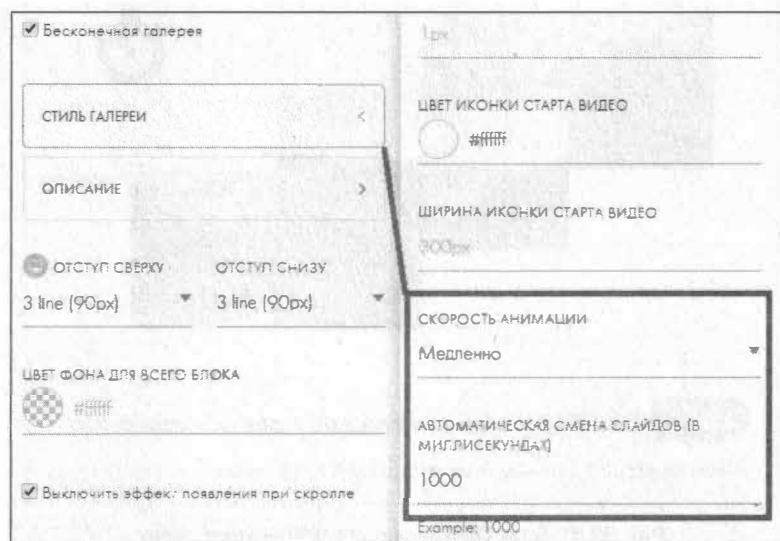 Бесконечная галерея
СТИЛЬ ГАЛЕРЕИ
ОПИСАНИЕ
ОТСТУП СВЕРХУ ОТСТУП СНИЗУ
3 line (90px) 3 line (90px)
ЦВЕТ ФОНА ДЛЯ ВСЕГО БЛОКА
#ffffff
Выключить эффект появления при скролле
1px
ЦВЕТ ИКОНКИ СТАРТА ВИДЕО
#ffffff
ШИРИНА ИКОНКИ СТАРТА ВИДЕО
300px
СКОРОСТЬ АНИМАЦИИ
Медленно
АВТОМАТИЧЕСКАЯ СМЕНА СЛАЙДОВ (В
МИЛЛИСЕКУНДАХ)
1000
Example: 1000